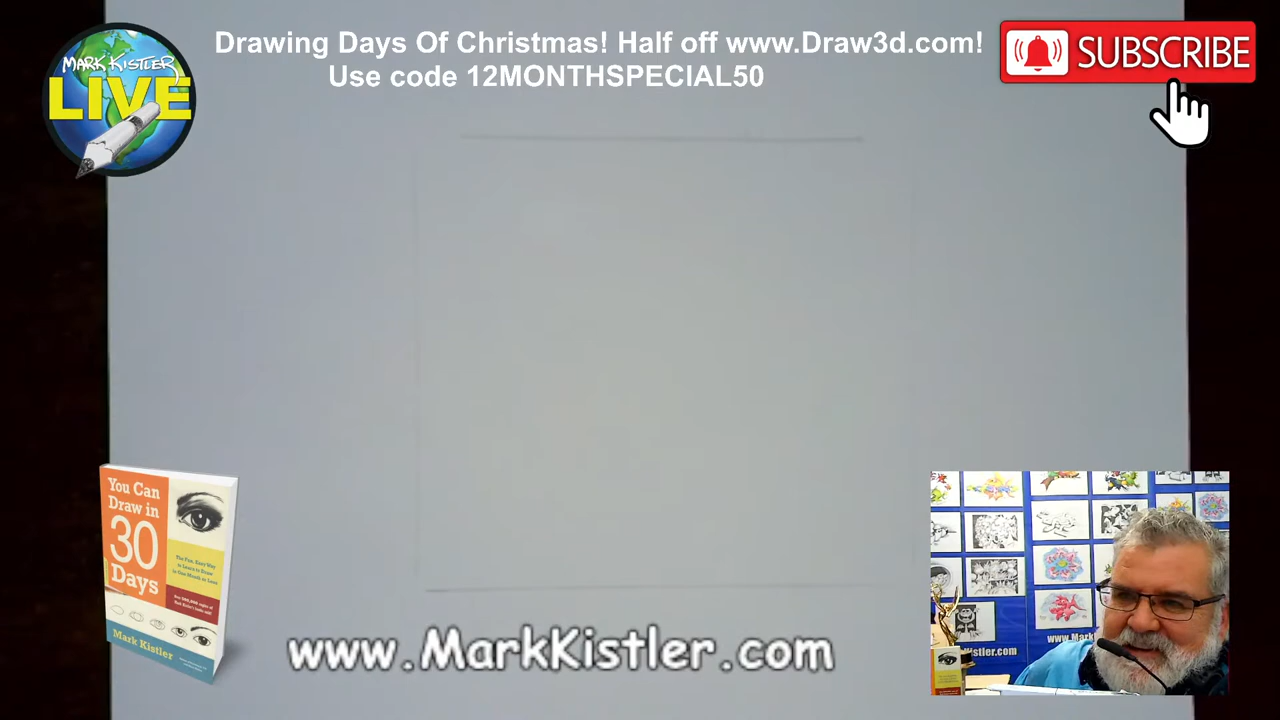 Drawing Days Of Christmas! Half off www.Draw3d.com!
Use code 12MONTHSPECIAL50
SUBSCRIBE
MARK KISTLER
LIVE
You Can
Draw in
30
Days
Mark Kistler
www.MarkKistler.com